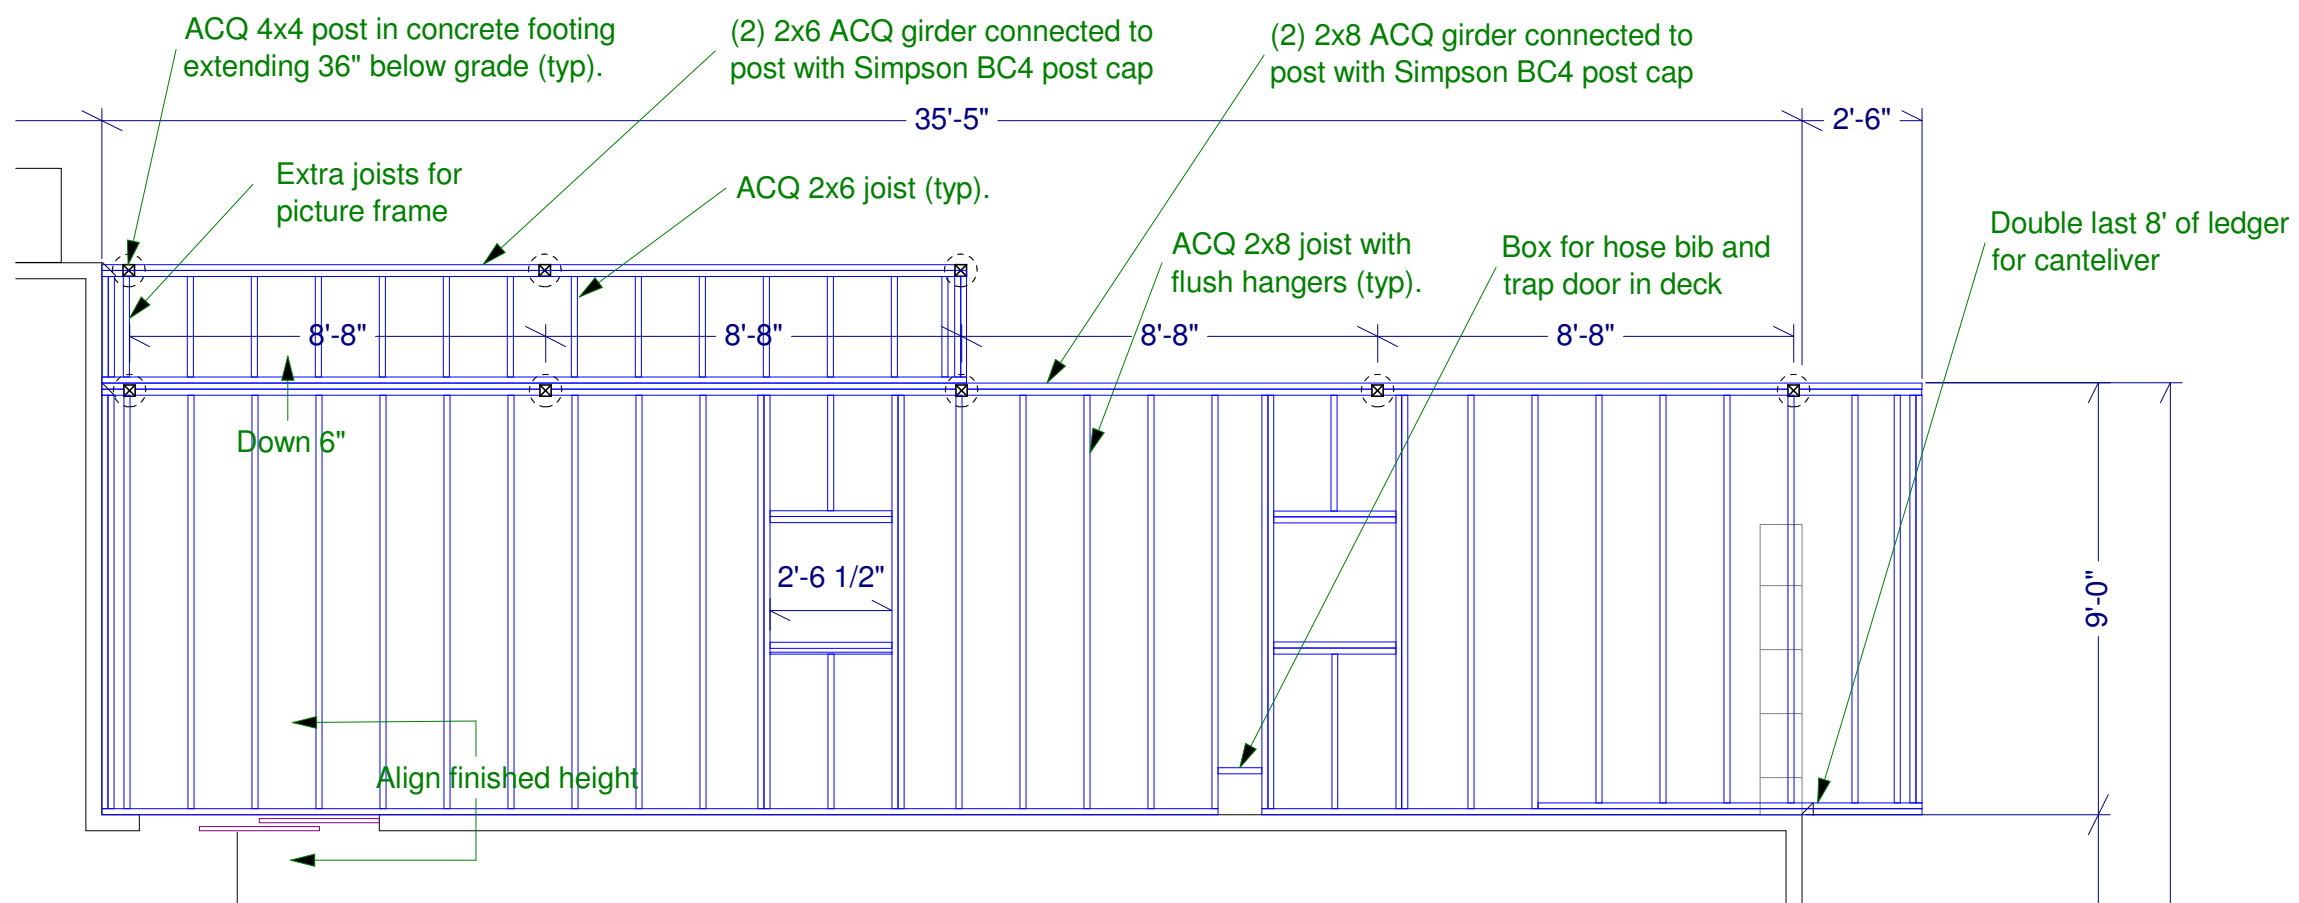 ACQ 4x4 post in concrete footing
extending 36" below grade (typ).
(2) 2x6 ACQ girder connected to
post with Simpson BC4 post cap
(2) 2x8 ACQ girder connected to
post with Simpson BC4 post cap
35'-5"
2'-6"
Extra joists for
picture frame
ACQ 2x6 joist (typ).
ACQ 2x8 joist with
flush hangers (typ).
Box for hose bib and
trap door in deck
Double last 8' of ledger
for canteliver
8'-8"
8'-8"
8'-8"
8'-8"
Down 6"
2'-6 1/2"
9'-0"
Align finished height